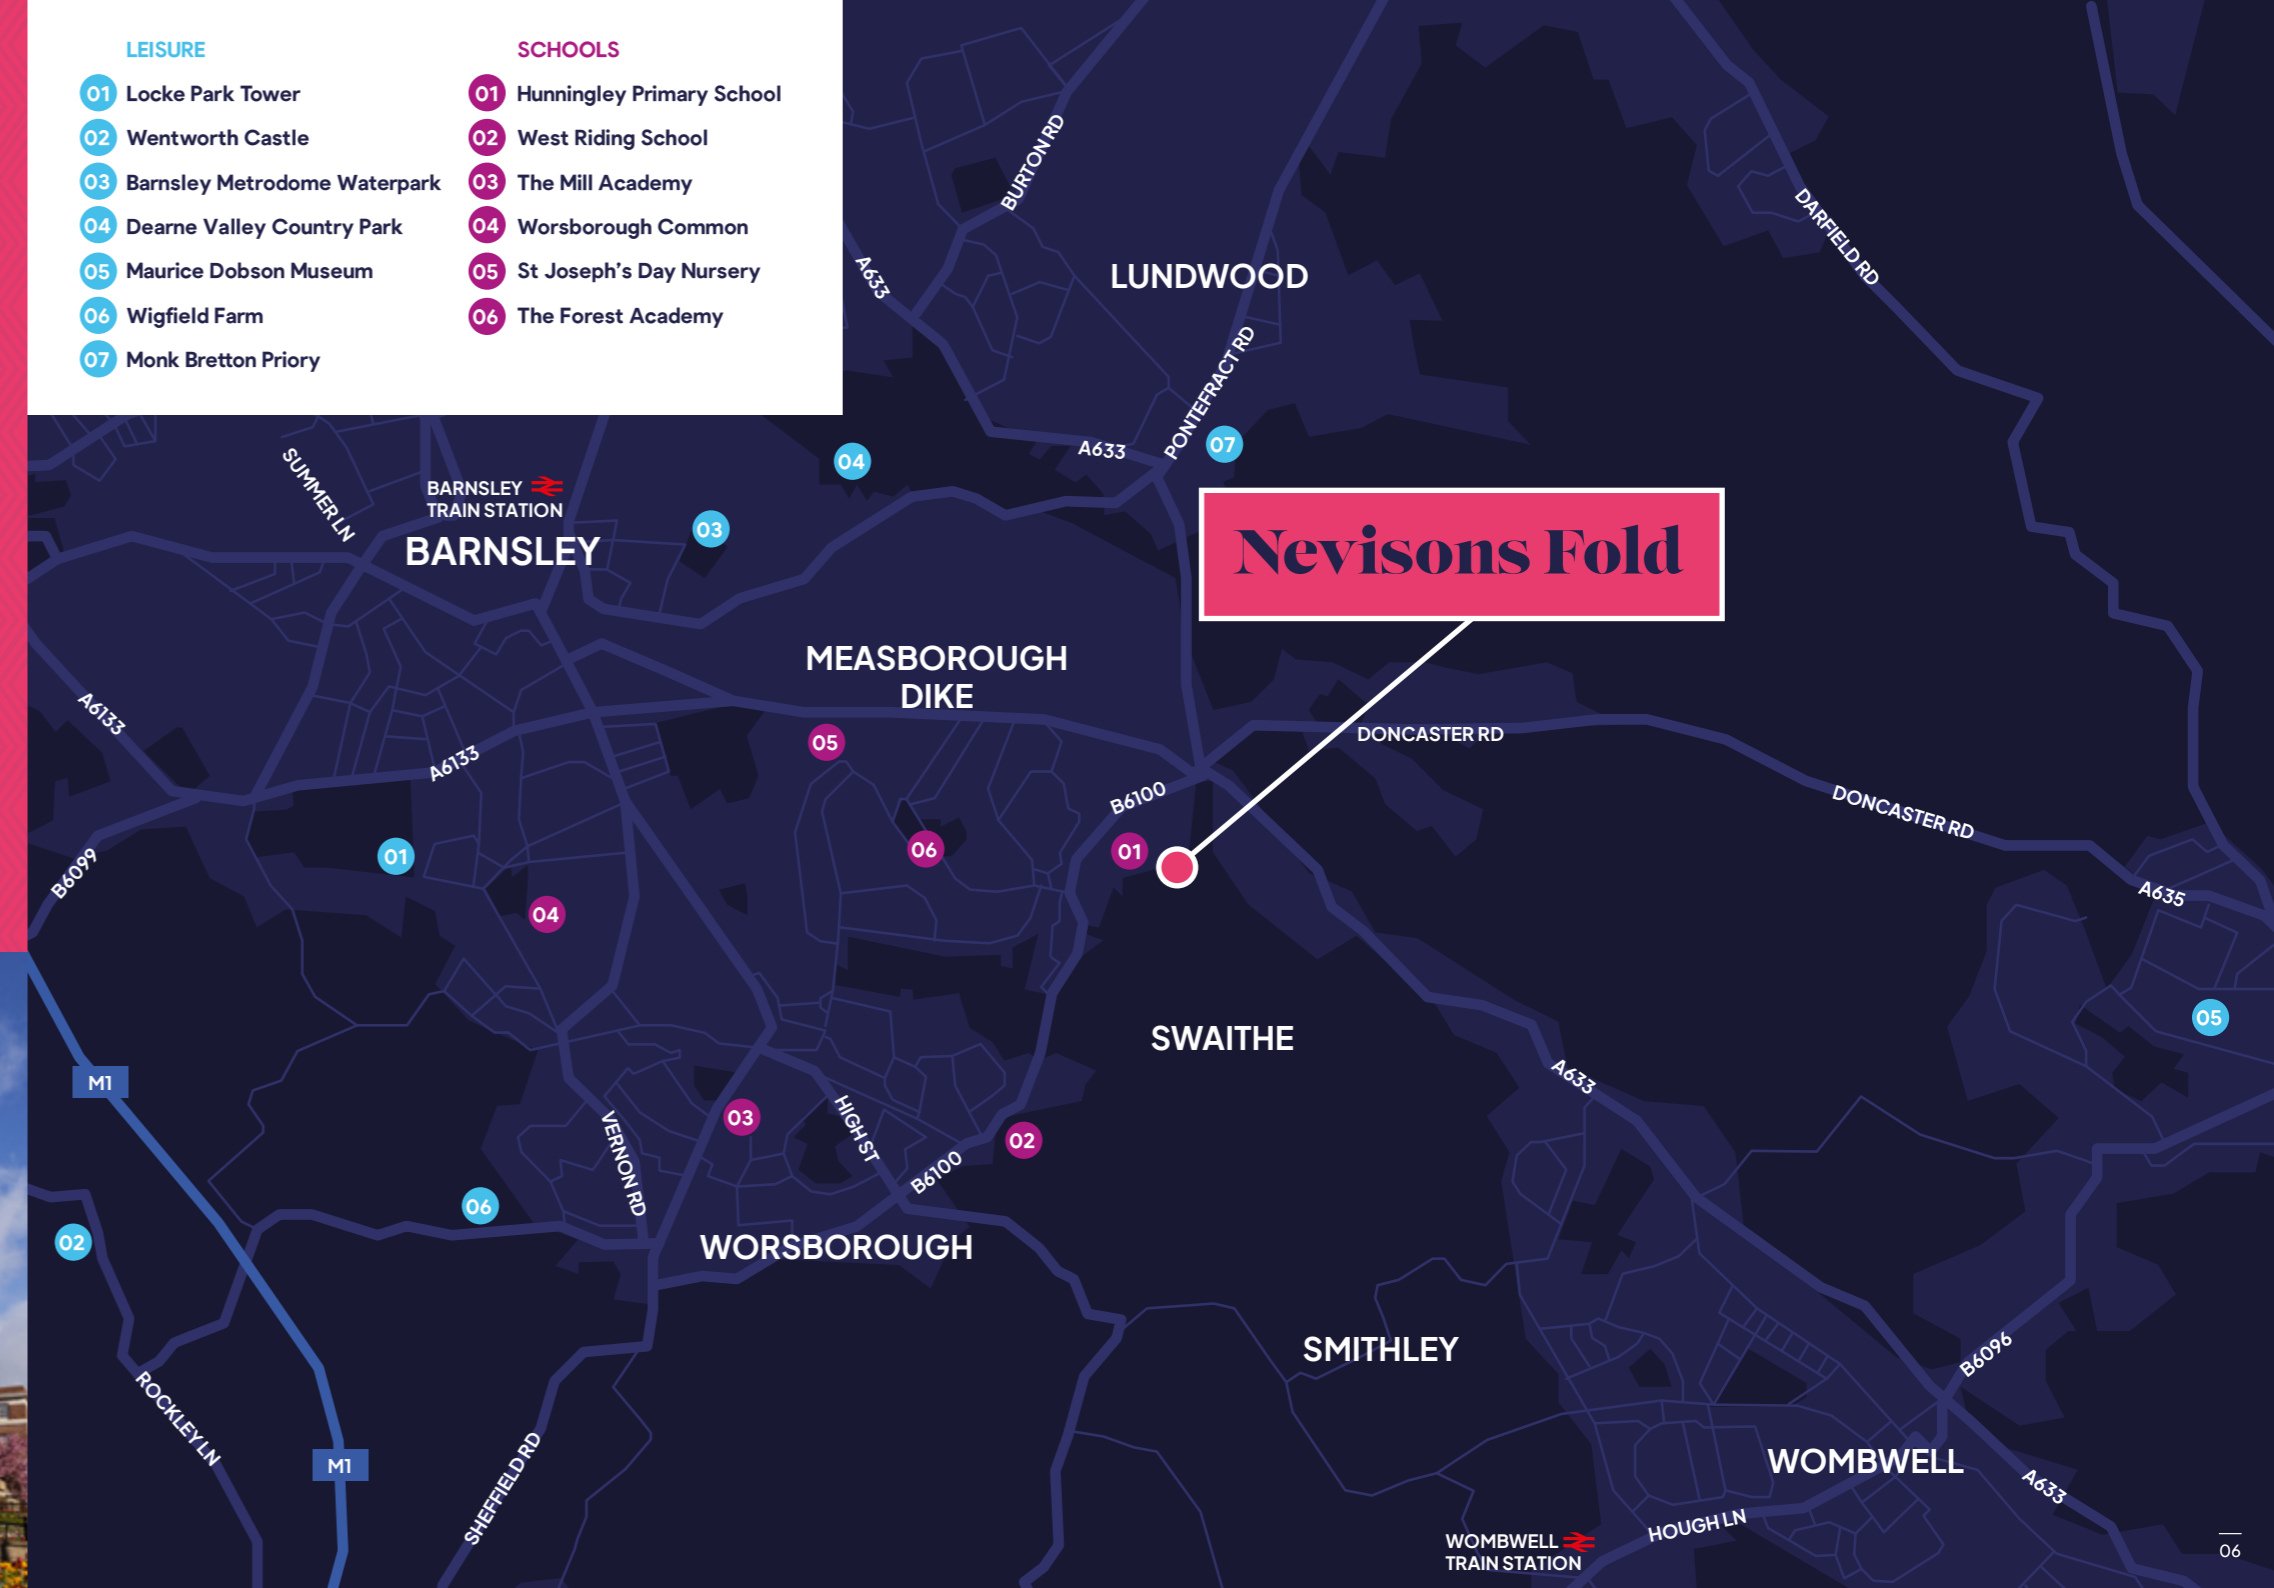 LEISURE
01 Locke Park Tower
02 Wentworth Castle
03 Barnsley Metrodome Waterpark
04 Dearne Valley Country Park
05 Maurice Dobson Museum
06 Wigfield Farm
07 Monk Bretton Priory
SCHOOLS
01 Hunningley Primary School
02 West Riding School
03 The Mill Academy
04 Worsborough Common
05 St Joseph’s Day Nursery
06 The Forest Academy
BURTON RD
DARFIELD RD
A633
LUNDWOOD
PONTEFRACT RD
A633
07
04
SUMMER LN
BARNSLEY
TRAIN STATION
BARNSLEY
03
Nevisons Fold
MEASBOROUGH
DIKE
A6133
A6133
05
DONCASTER RD
DONCASTER RD
B6100
01
06
01
B6099
04
A635
05
SWAITHE
M1
A633
VERNON RD
03
HIGH ST
02
B6100
06
02
WORSBOROUGH
SMITHLEY
B6096
ROCKLEY LN
M1
SHEFFIELD RD
WOMBWELL
A633
HOUGH LN
WOMBWELL
TRAIN STATION
06